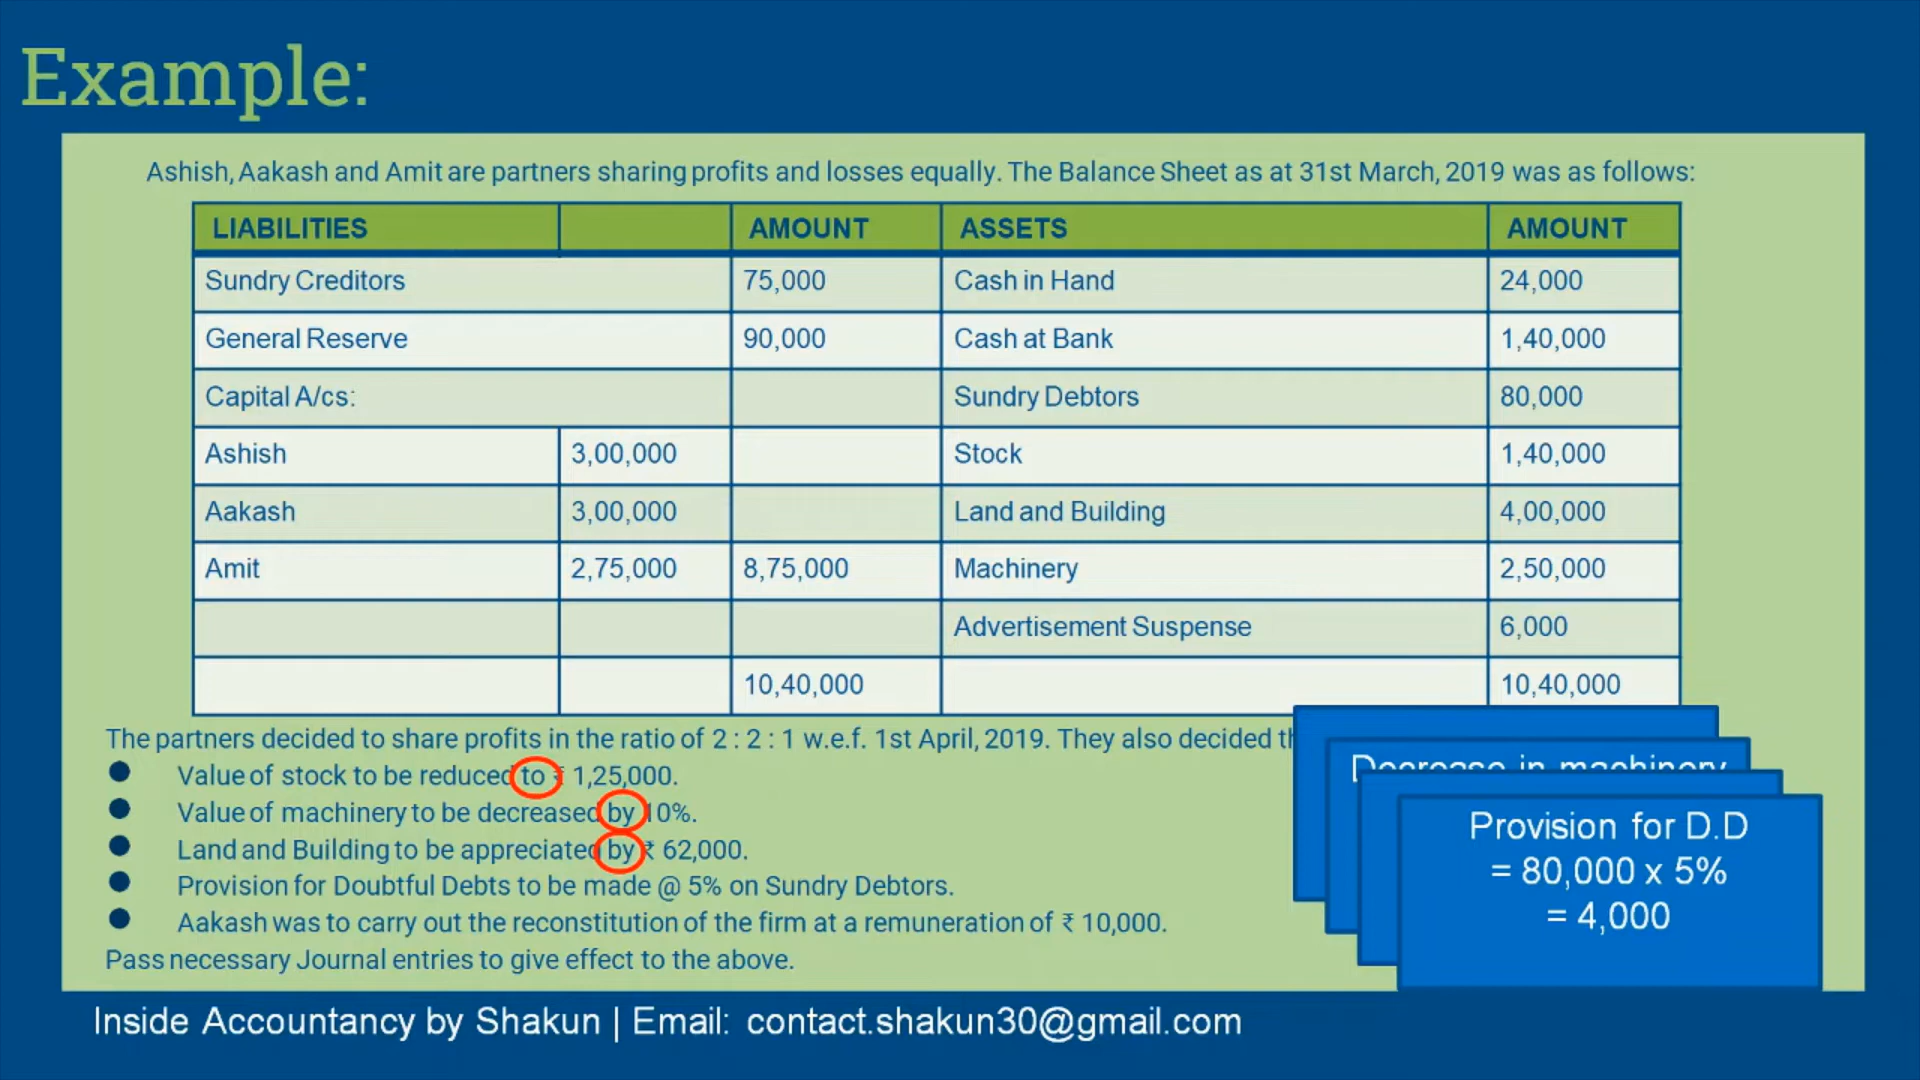 Example:
Ashish, Aakash and Amit are partners sharing profits and losses equally. The Balance Sheet as at 31st March, 2019 was as follows:
LIABILITIES AMOUNT ASSETS AMOUNT
Sundry Creditors 75,000 Cash in Hand 24,000
General Reserve 90,000 Cash at Bank 1,40,000
Capital A/cs: Sundry Debtors 80,000
Ashish 3,00,000 Stock 1,40,000
Aakash 3,00,000 Land and Building 4,00,000
Amit 2,75,000 8,75,000 Machinery 2,50,000
Advertisement Suspense 6,000
10,40,000 10,40,000
The partners decided to share profits in the ratio of 2 : 2 : 1 w.e.f. 1st April, 2019. They also decided
● Value of stock to be reduced to ₹ 1,25,000.
● Value of machinery to be decreased by 10%.
● Land and Building to be appreciated by ₹ 62,000.
● Provision for Doubtful Debts to be made @ 5% on Sundry Debtors.
● Aakash was to carry out the reconstitution of the firm at a remuneration of ₹ 10,000.
Pass necessary Journal entries to give effect to the above.
Decrease in machinery
Provision for D.D
= 80,000 x 5%
= 4,000
Inside Accountancy by Shakun | Email: contact.shakun30@gmail.com